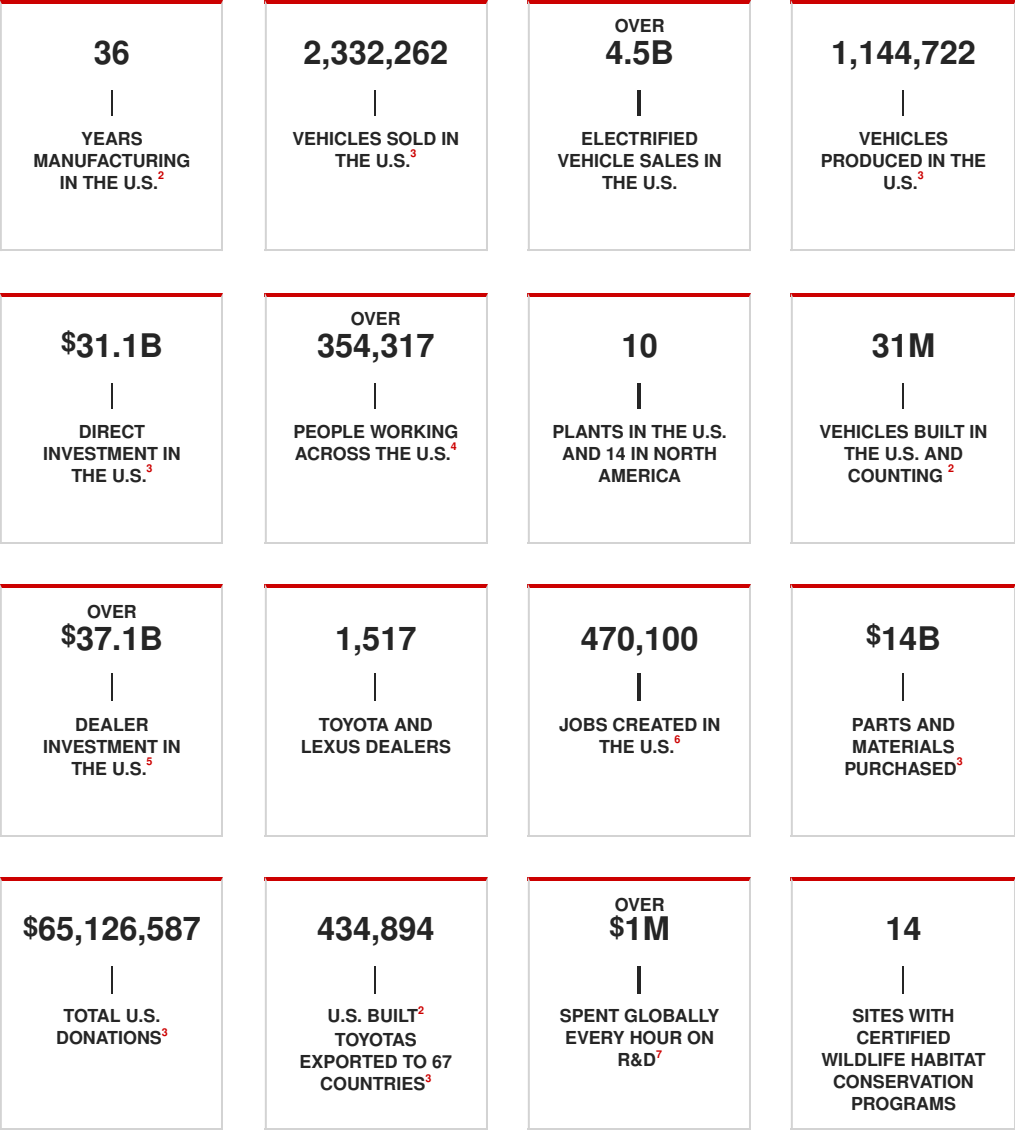 36
YEARS
MANUFACTURING
IN THE U.S.2
2,332,262
VEHICLES SOLD IN
THE U.S.3
OVER
4.5B
ELECTRIFIED
VEHICLE SALES IN
THE U.S.
1,144,722
VEHICLES
PRODUCED IN THE
U.S.3
$31.1B
DIRECT
INVESTMENT IN
THE U.S.3
OVER
354,317
PEOPLE WORKING
ACROSS THE U.S.4
10
PLANTS IN THE U.S.
AND 14 IN NORTH
AMERICA
31M
VEHICLES BUILT IN
THE U.S. AND
COUNTING 2
OVER
$37.1B
DEALER
INVESTMENT IN
THE U.S.5
1,517
TOYOTA AND
LEXUS DEALERS
470,100
JOBS CREATED IN
THE U.S.6
$14B
PARTS AND
MATERIALS
PURCHASED3
$65,126,587
TOTAL U.S.
DONATIONS3
434,894
U.S. BUILT2
TOYOTAS
EXPORTED TO 67
COUNTRIES3
OVER
$1M
SPENT GLOBALLY
EVERY HOUR ON
R&D7
14
SITES WITH
CERTIFIED
WILDLIFE HABITAT
CONSERVATION
PROGRAMS